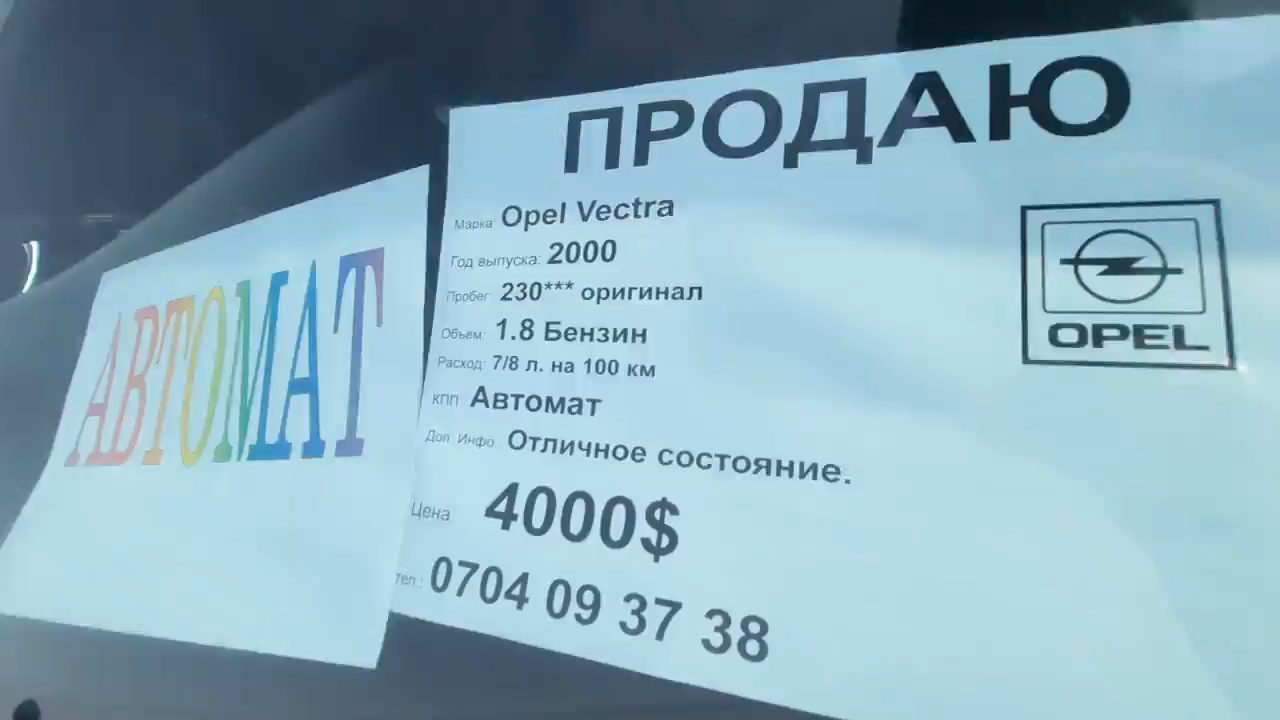 АВТОМАТ
ПРОДАЮ
Марка Opel Vectra
Год выпуска: 2000
Пробег: 230*** оригинал
Объем: 1.8 Бензин
Расход: 7/8 л. на 100 км
кпп Автомат
Доп Инфо Отличное состояние.
Цена 4000$
тел.: 0704 09 37 38
OPEL